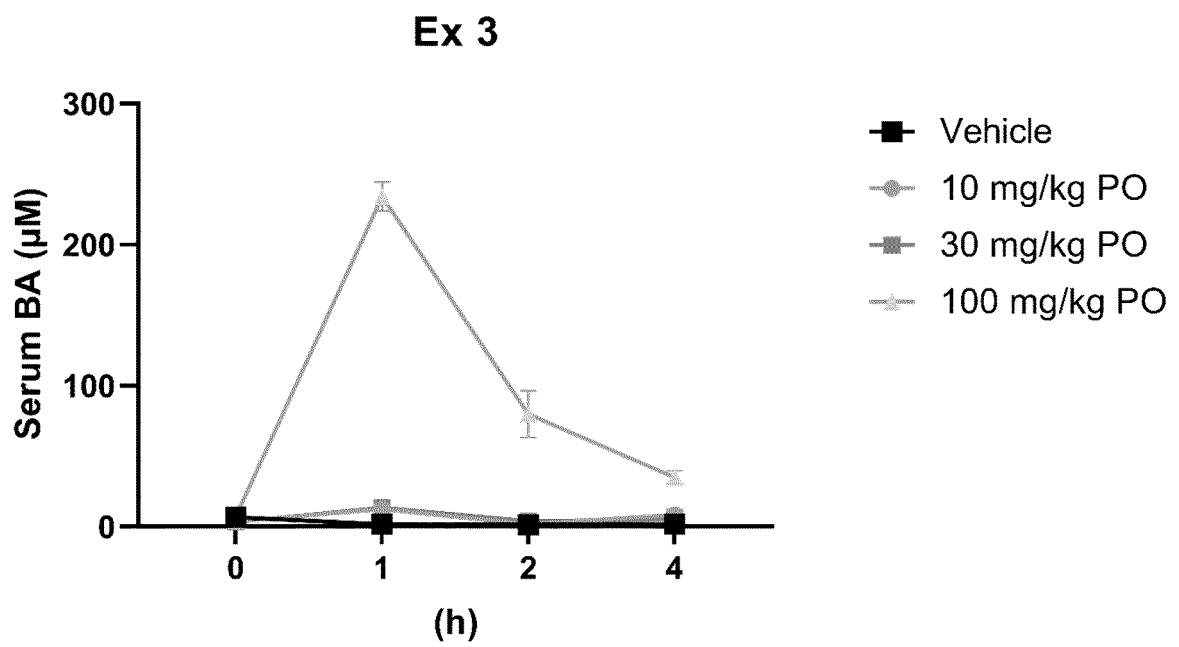 Ex 3
300
200
100
0
Serum BA (μM)
0 1 2 4
(h)
Vehicle
10 mg/kg PO
30 mg/kg PO
100 mg/kg PO